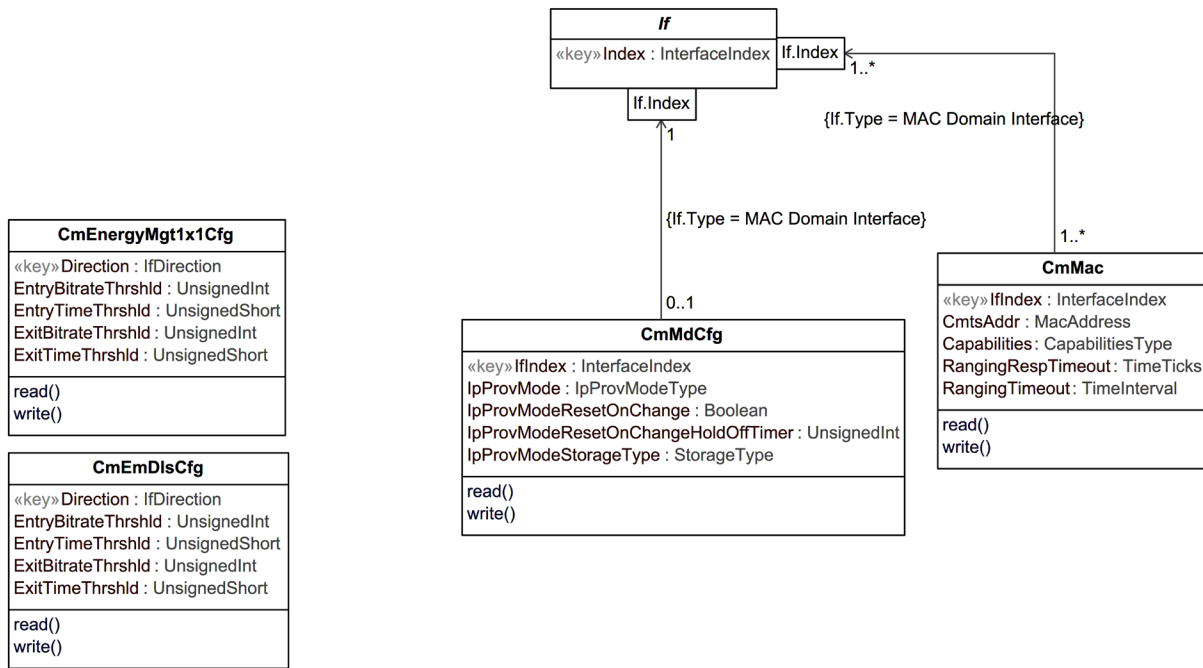 If
«key»Index : InterfaceIndex
If.Index
1..*
If.Index
1
{If.Type = MAC Domain Interface}
{If.Type = MAC Domain Interface}
0..1
1..*
CmEnergyMgt1x1Cfg
«key»Direction : IfDirection
EntryBitrateThrshld : UnsignedInt
EntryTimeThrshld : UnsignedShort
ExitBitrateThrshld : UnsignedInt
ExitTimeThrshld : UnsignedShort
read()
write()
CmEmDlsCfg
«key»Direction : IfDirection
EntryBitrateThrshld : UnsignedInt
EntryTimeThrshld : UnsignedShort
ExitBitrateThrshld : UnsignedInt
ExitTimeThrshld : UnsignedShort
read()
write()
CmMdCfg
«key»IfIndex : InterfaceIndex
IpProvMode : IpProvModeType
IpProvModeResetOnChange : Boolean
IpProvModeResetOnChangeHoldOffTimer : UnsignedInt
IpProvModeStorageType : StorageType
read()
write()
CmMac
«key»IfIndex : InterfaceIndex
CmtsAddr : MacAddress
Capabilities : CapabilitiesType
RangingRespTimeout : TimeTicks
RangingTimeout : TimeInterval
read()
write()